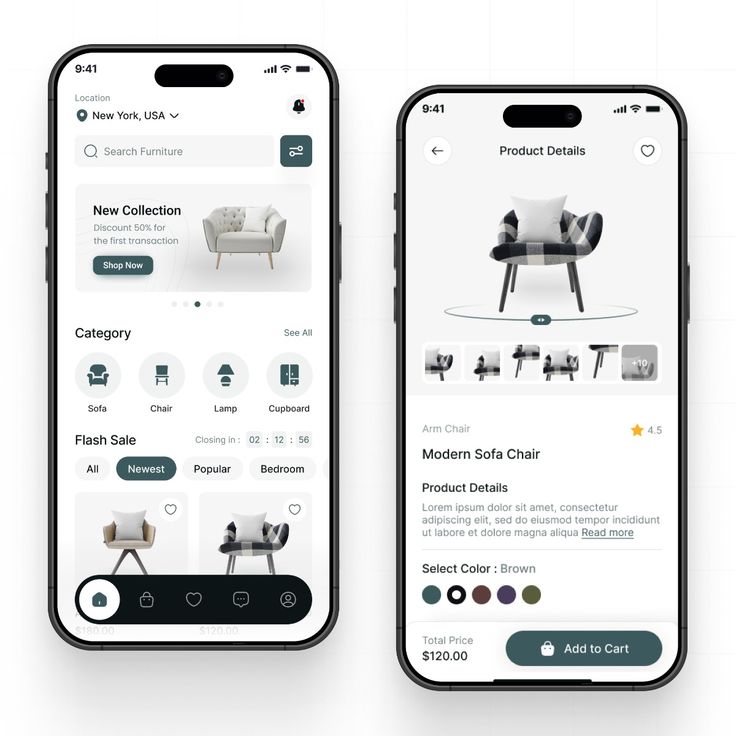 9:41
Location
New York, USA
Search Furniture
New Collection
Discount 50% for
the first transaction
Shop Now
Category
See All
Sofa
Chair
Lamp
Cupboard
Flash Sale
Closing in : 02 : 12 : 56
All
Newest
Popular
Bedroom
$180.00
$120.00
9:41
Product Details
+10
Arm Chair
4.5
Modern Sofa Chair
Product Details
Lorem ipsum dolor sit amet, consectetur
adipiscing elit, sed do eiusmod tempor incididunt
ut labore et dolore magna aliqua Read more
Select Color : Brown
Total Price
$120.00
Add to Cart